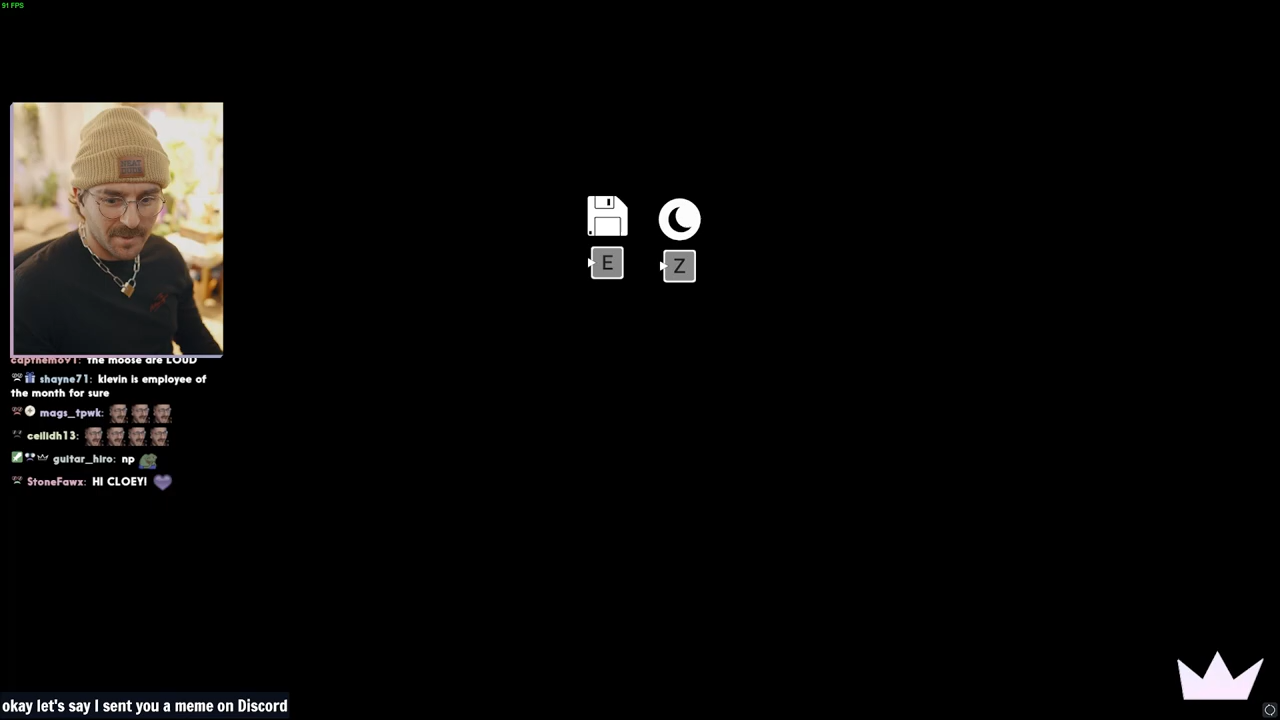 91 FPS
E
Z
capthemo91: the moose are LOUD
shayne71: klevin is employee of
the month for sure
mags_tpwk:
ceilidh13:
guitar_hiro: np
StoneFawx: HI CLOEY!
okay let's say I sent you a meme on Discord